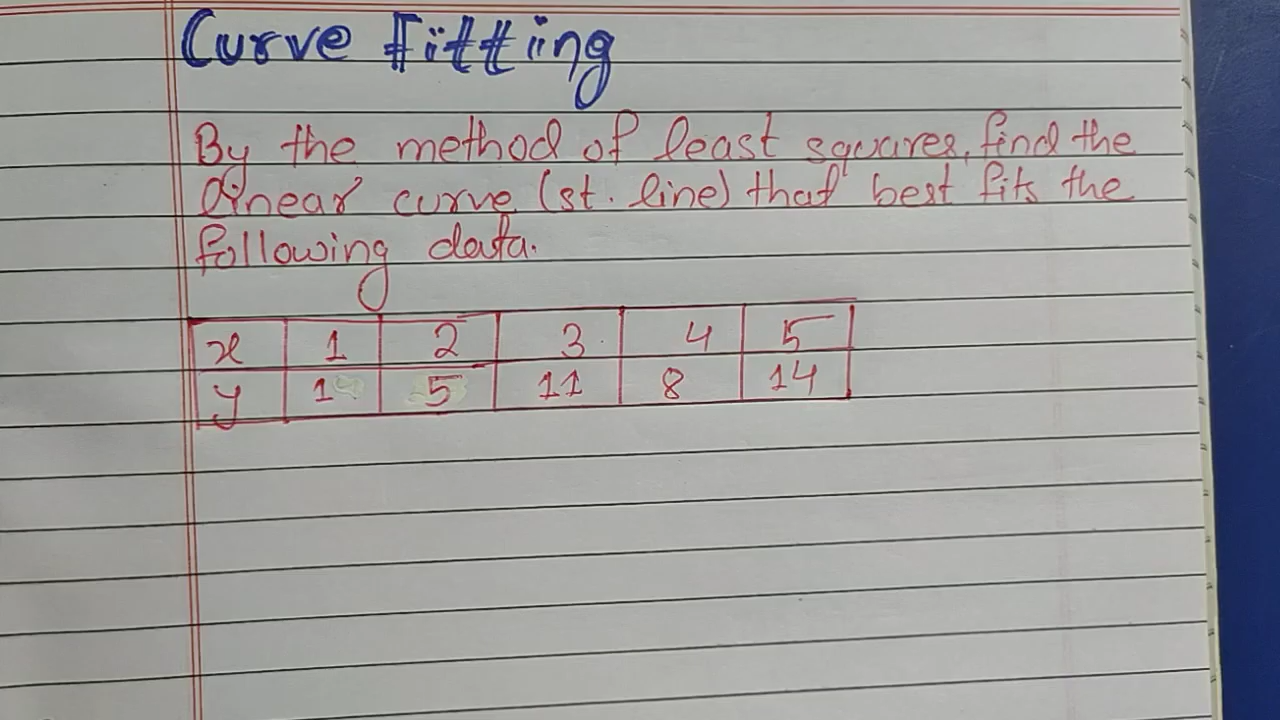 Curve Fitting
By the method of least squares, find the
linear curve (st. line) that best fits the
following data.
x 1 2 3 4 5
y 1 5 11 8 14